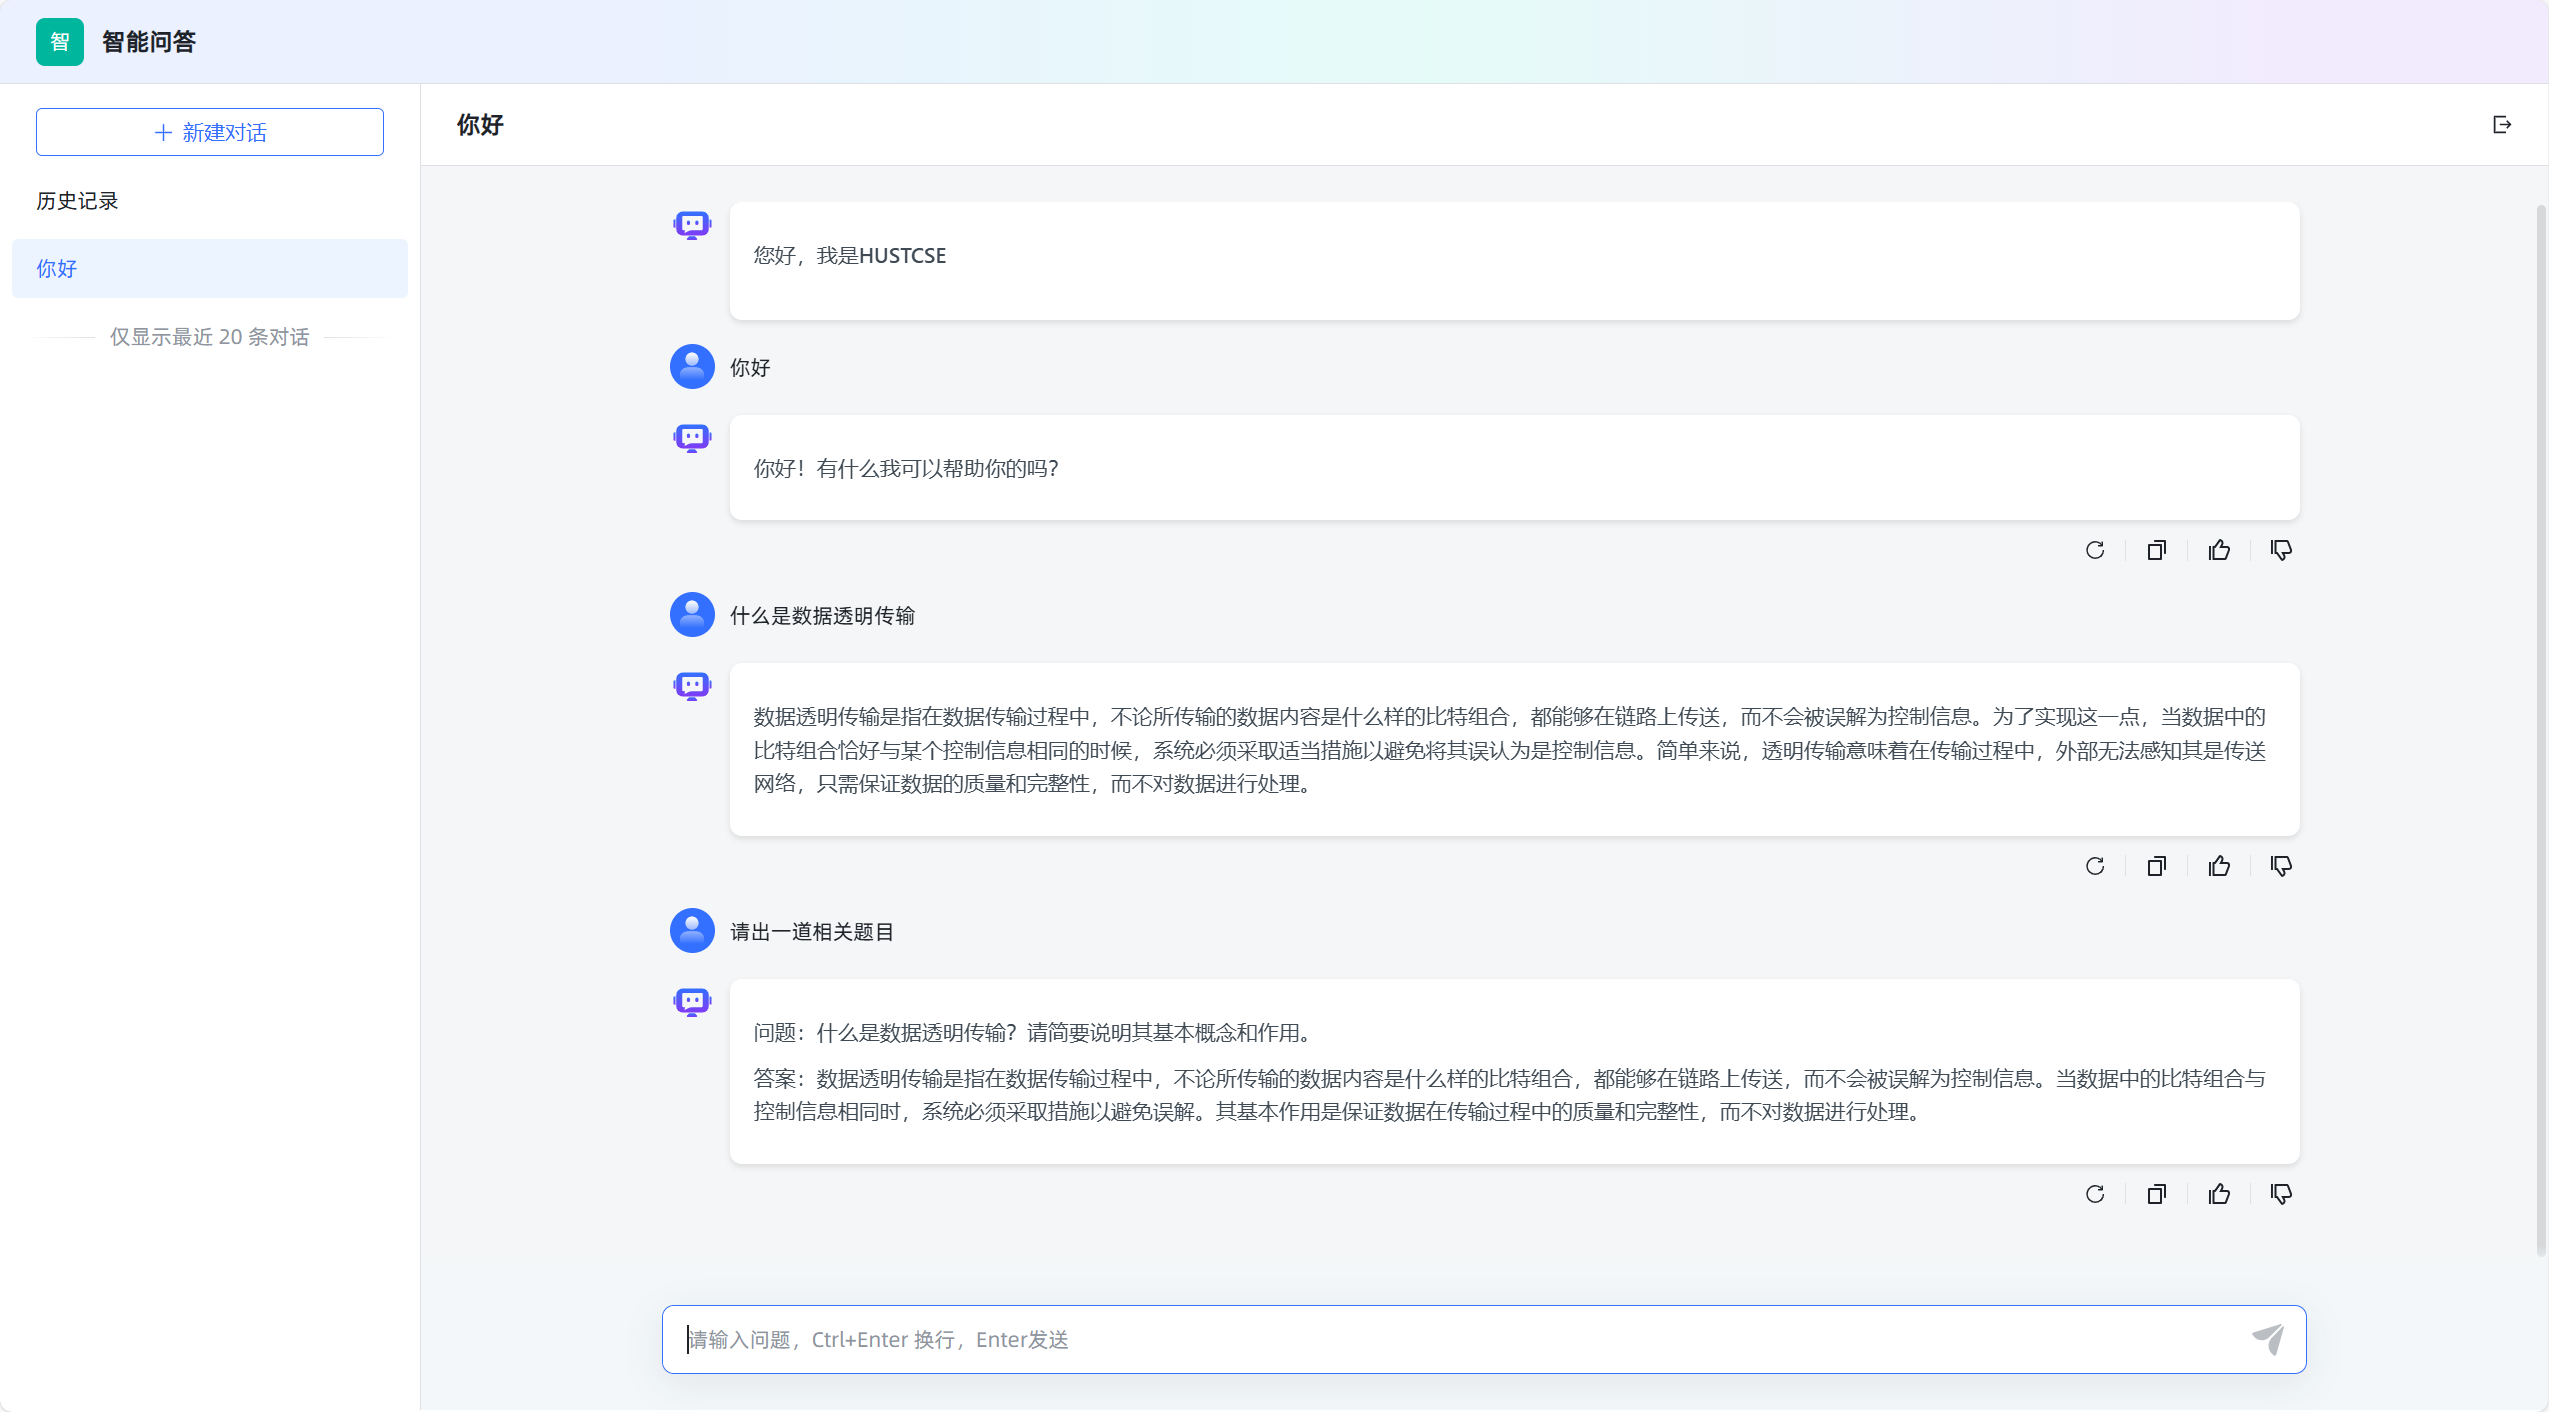 智 智能问答
新建对话
历史记录
你好
仅显示最近 20 条对话
你好
您好，我是HUSTCSE
你好
你好！有什么我可以帮助你的吗？
什么是数据透明传输
数据透明传输是指在数据传输过程中，不论所传输的数据内容是什么样的比特组合，都能够在链路上传送，而不会被误解为控制信息。为了实现这一点，当数据中的
比特组合恰好与某个控制信息相同的时候，系统必须采取适当措施以避免将其误认为是控制信息。简单来说，透明传输意味着在传输过程中，外部无法感知其是传送
网络，只需保证数据的质量和完整性，而不对数据进行处理。
请出一道相关题目
问题：什么是数据透明传输？请简要说明其基本概念和作用。
答案：数据透明传输是指在数据传输过程中，不论所传输的数据内容是什么样的比特组合，都能够在链路上传送，而不会被误解为控制信息。当数据中的比特组合与
控制信息相同时，系统必须采取措施以避免误解。其基本作用是保证数据在传输过程中的质量和完整性，而不对数据进行处理。
请输入问题，Ctrl+Enter 换行，Enter发送